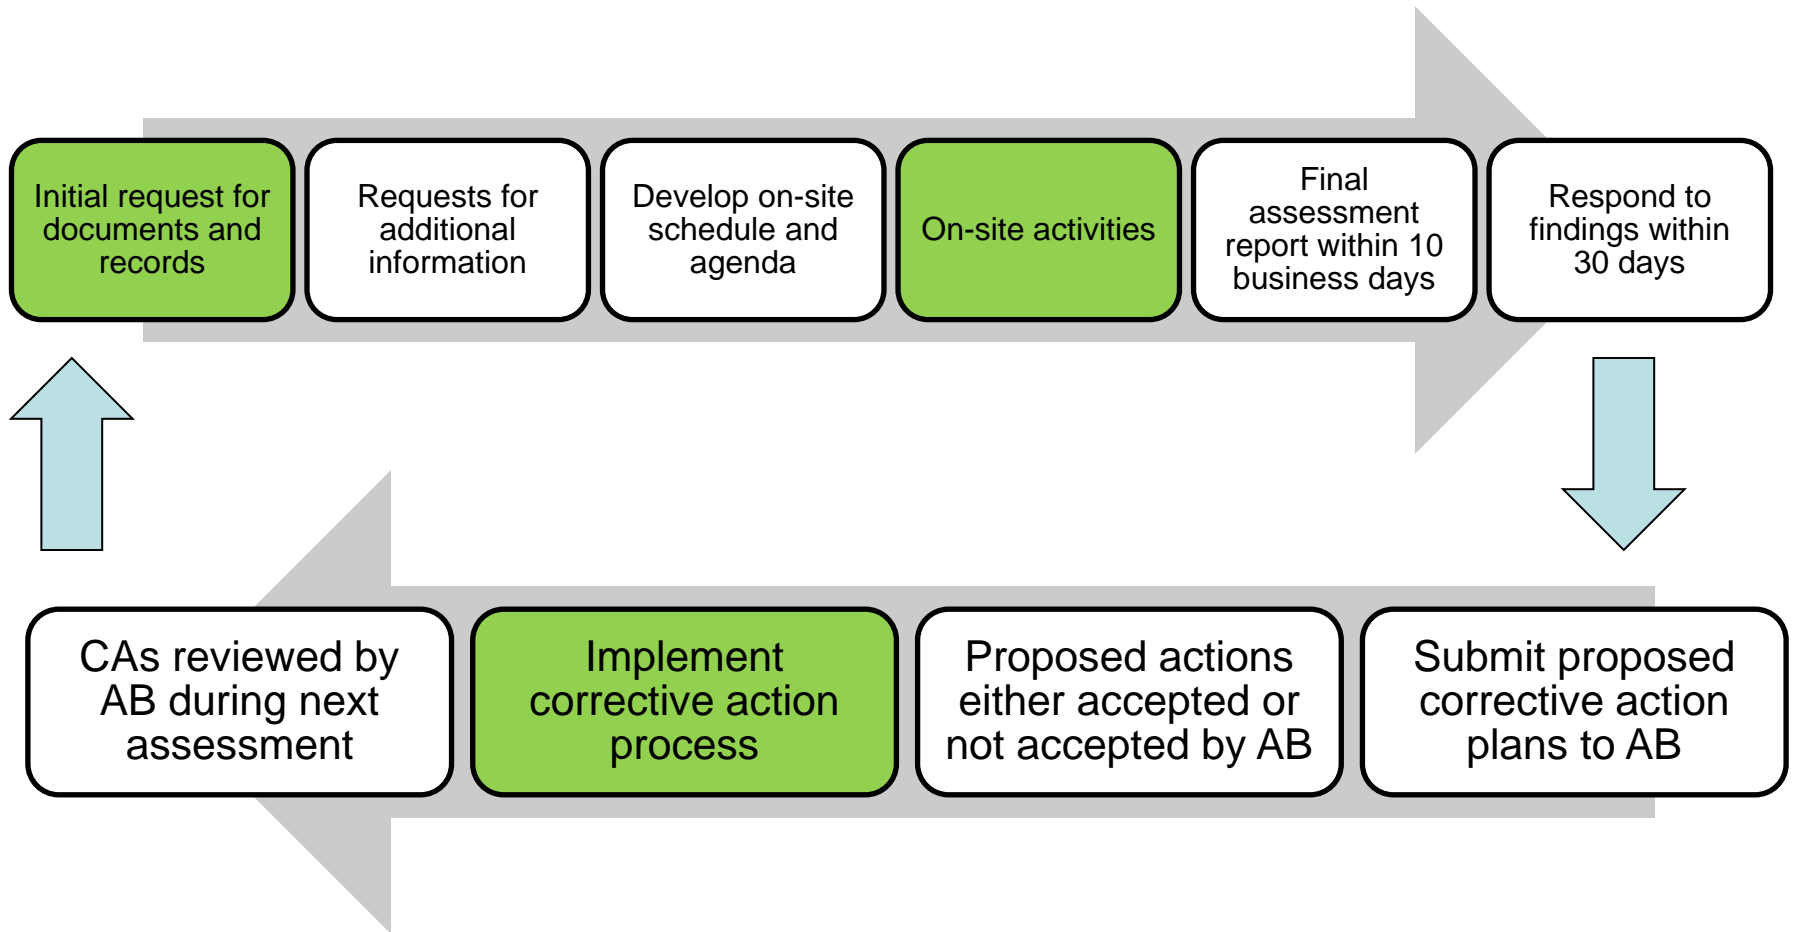 Initial request for
documents and
records
Requests for
additional
information
Develop on-site
schedule and
agenda
On-site activities
Final
assessment
report within 10
business days
Respond to
findings within
30 days
CAs reviewed by
AB during next
assessment
Implement
corrective action
process
Proposed actions
either accepted or
not accepted by AB
Submit proposed
corrective action
plans to AB